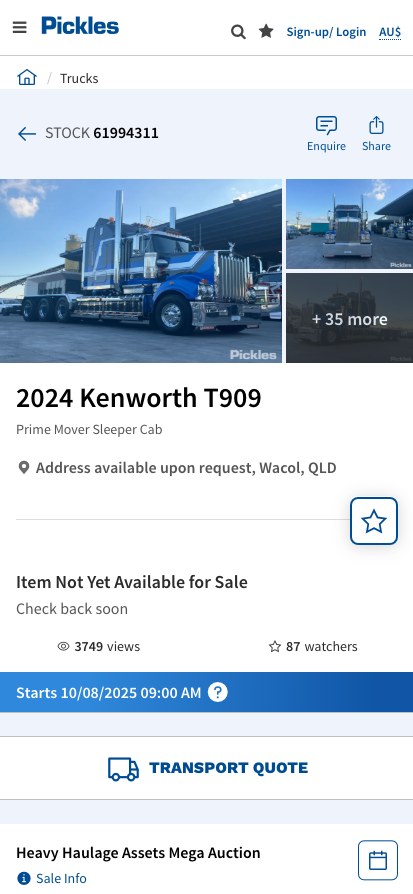 Pickles
Sign-up/ Login
AU$
/ Trucks
STOCK 61994311
Enquire
Share
Pickles
Pickles
+ 35 more
2024 Kenworth T909
Prime Mover Sleeper Cab
Address available upon request, Wacol, QLD
Item Not Yet Available for Sale
Check back soon
3749 views
87 watchers
Starts 10/08/2025 09:00 AM ?
TRANSPORT QUOTE
Heavy Haulage Assets Mega Auction
Sale Info